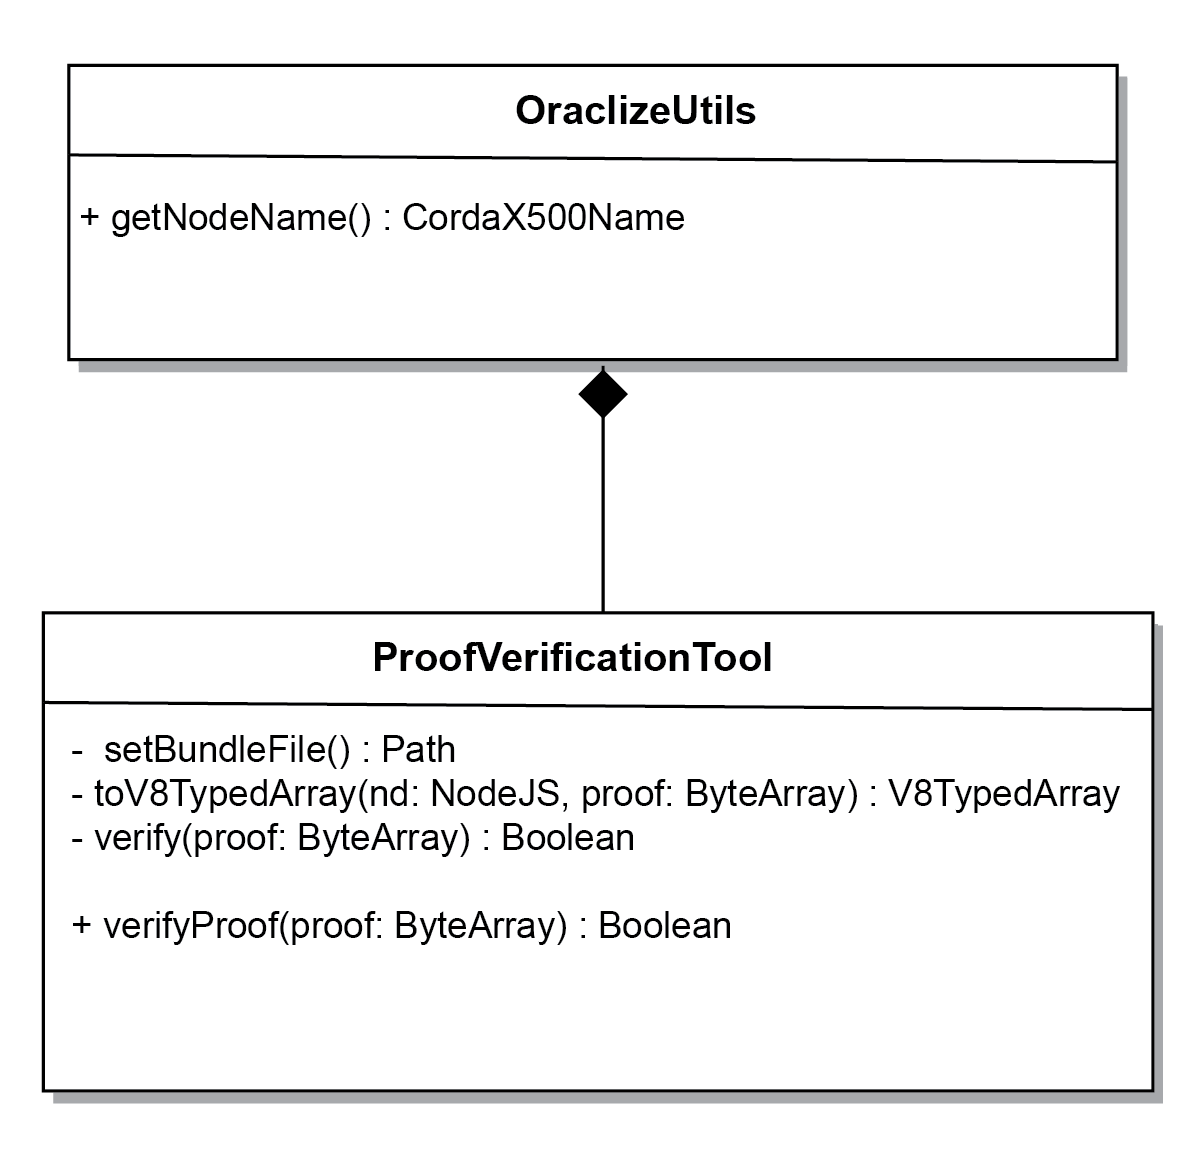 OraclizeUtils
+ getNodeName() : CordaX500Name
ProofVerificationTool
- setBundleFile() : Path
- toV8TypedArray(nd: NodeJS, proof: ByteArray) : V8TypedArray
- verify(proof: ByteArray) : Boolean
+ verifyProof(proof: ByteArray) : Boolean